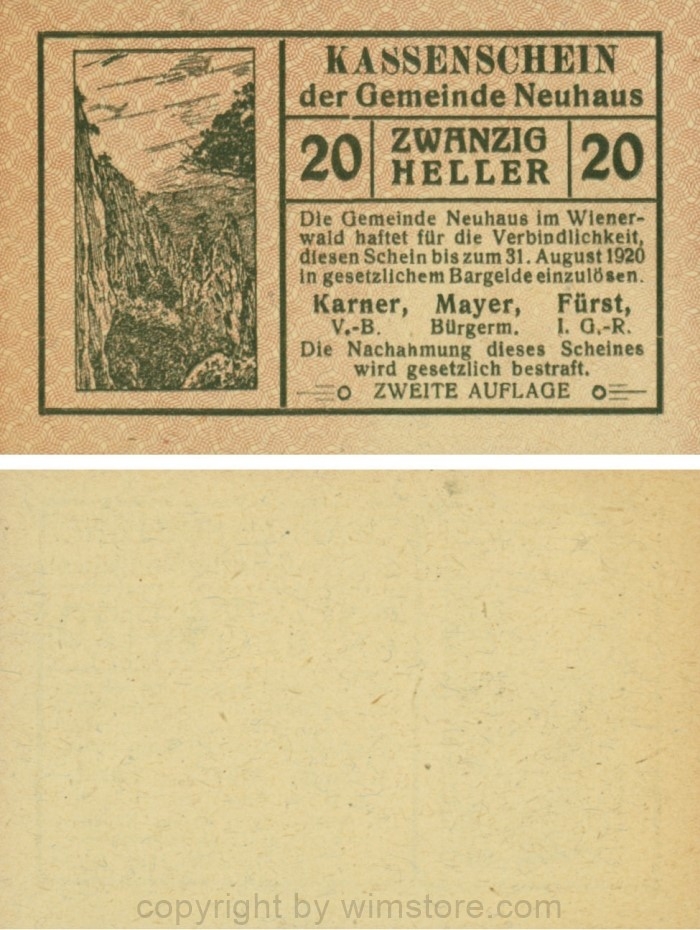 KASSENSCHEIN
der Gemeinde Neuhaus
20 ZWANZIG HELLER 20
Die Gemeinde Neuhaus im Wiener-
wald haftet für die Verbindlichkeit,
diesen Schein bis zum 31. August 1920
in gesetzlichem Bargelde einzulösen.
Karner, Mayer, Fürst,
V.-B. Bürgerm. I. G.-R.
Die Nachahmung dieses Scheines
wird gesetzlich bestraft.
ZWEITE AUFLAGE
copyright by wimstore.com